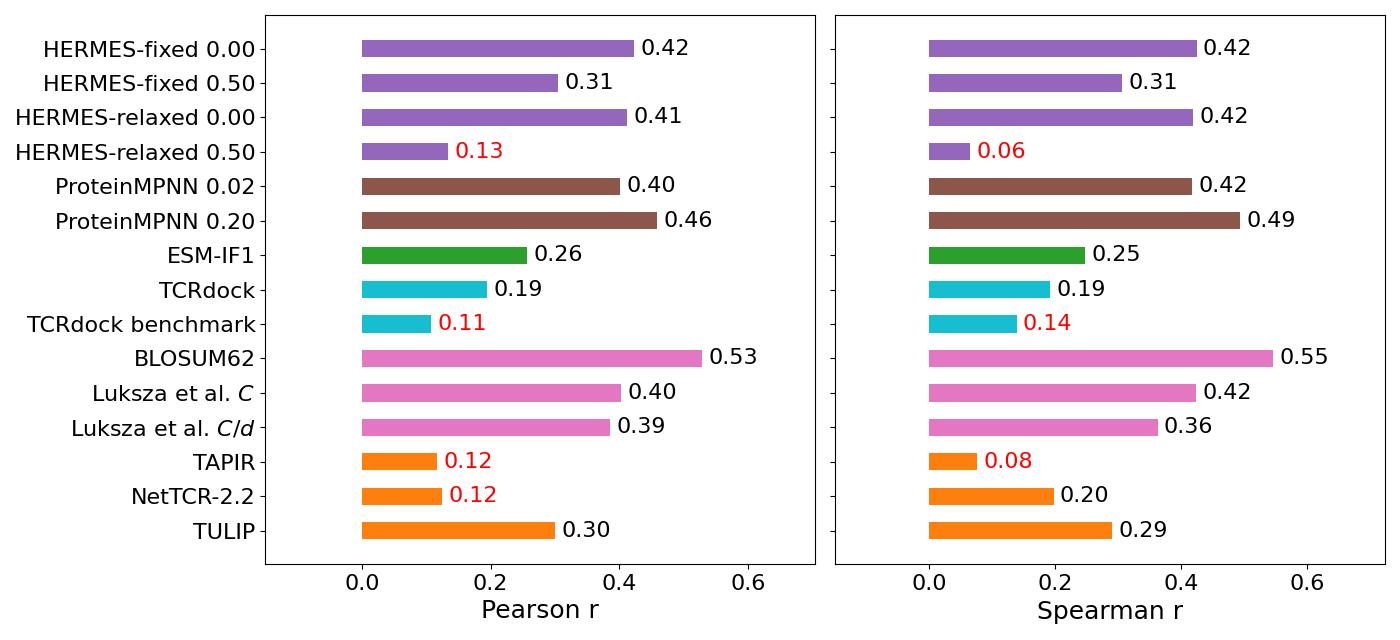 HERMES-fixed 0.00 0.42 0.42
HERMES-fixed 0.50 0.31 0.31
HERMES-relaxed 0.00 0.41 0.42
HERMES-relaxed 0.50 0.13 0.06
ProteinMPNN 0.02 0.40 0.42
ProteinMPNN 0.20 0.46 0.49
ESM-IF1 0.26 0.25
TCRdock 0.19 0.19
TCRdock benchmark 0.11 0.14
BLOSUM62 0.53 0.55
Luksza et al. C 0.40 0.42
Luksza et al. C/d 0.39 0.36
TAPIR 0.12 0.08
NetTCR-2.2 0.12 0.20
TULIP 0.30 0.29
0.0 0.2 0.4 0.6 0.0 0.2 0.4 0.6
Pearson r Spearman r